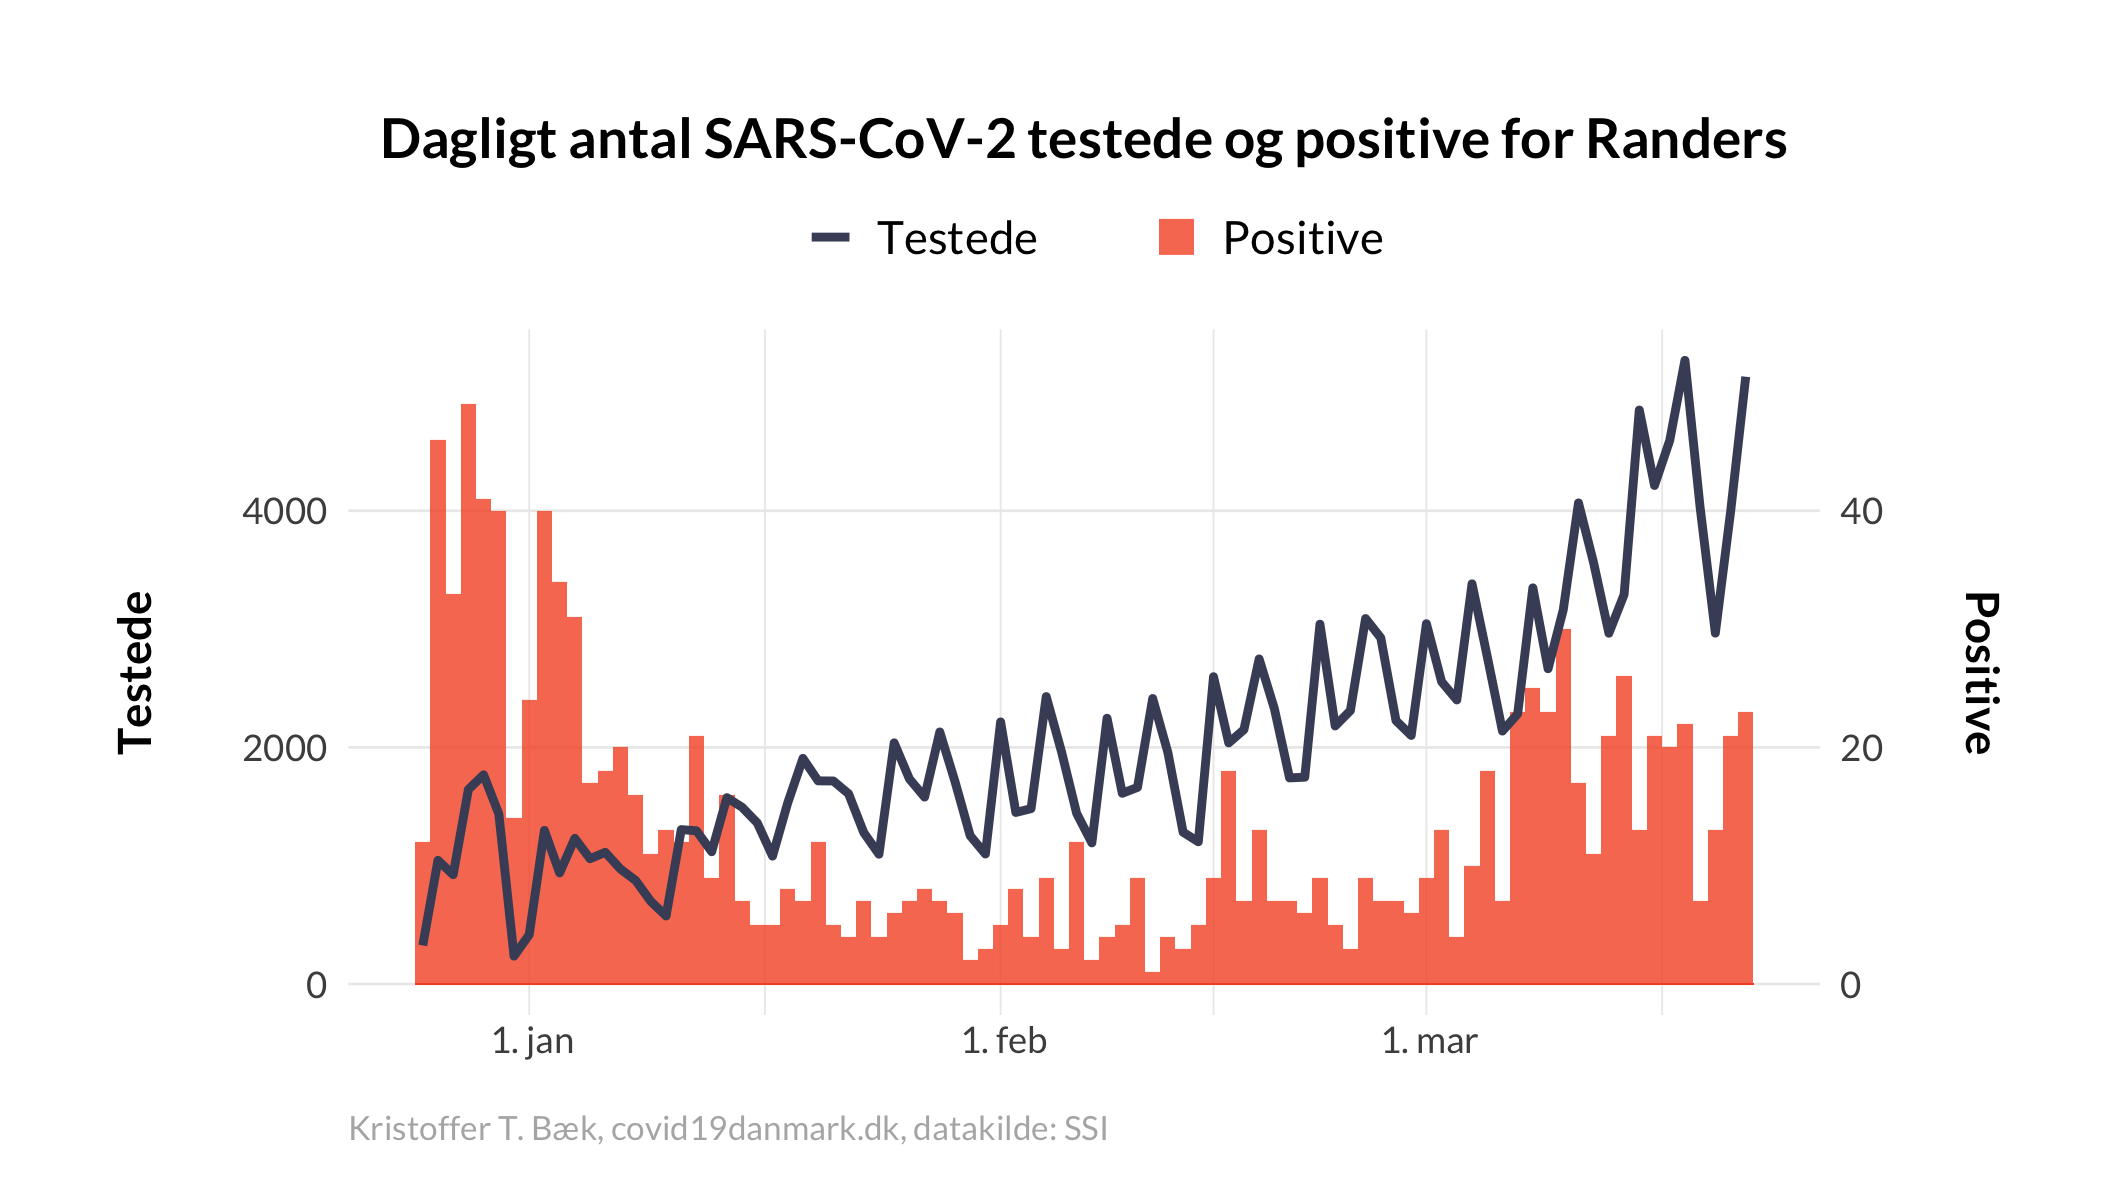 Dagligt antal SARS-CoV-2 testede og positive for Randers
Testede
Positive
4000
2000
0
Testede
40
20
0
Positive
1. jan
1. feb
1. mar
Kristoffer T. Bæk, covid19danmark.dk, datakilde: SSI